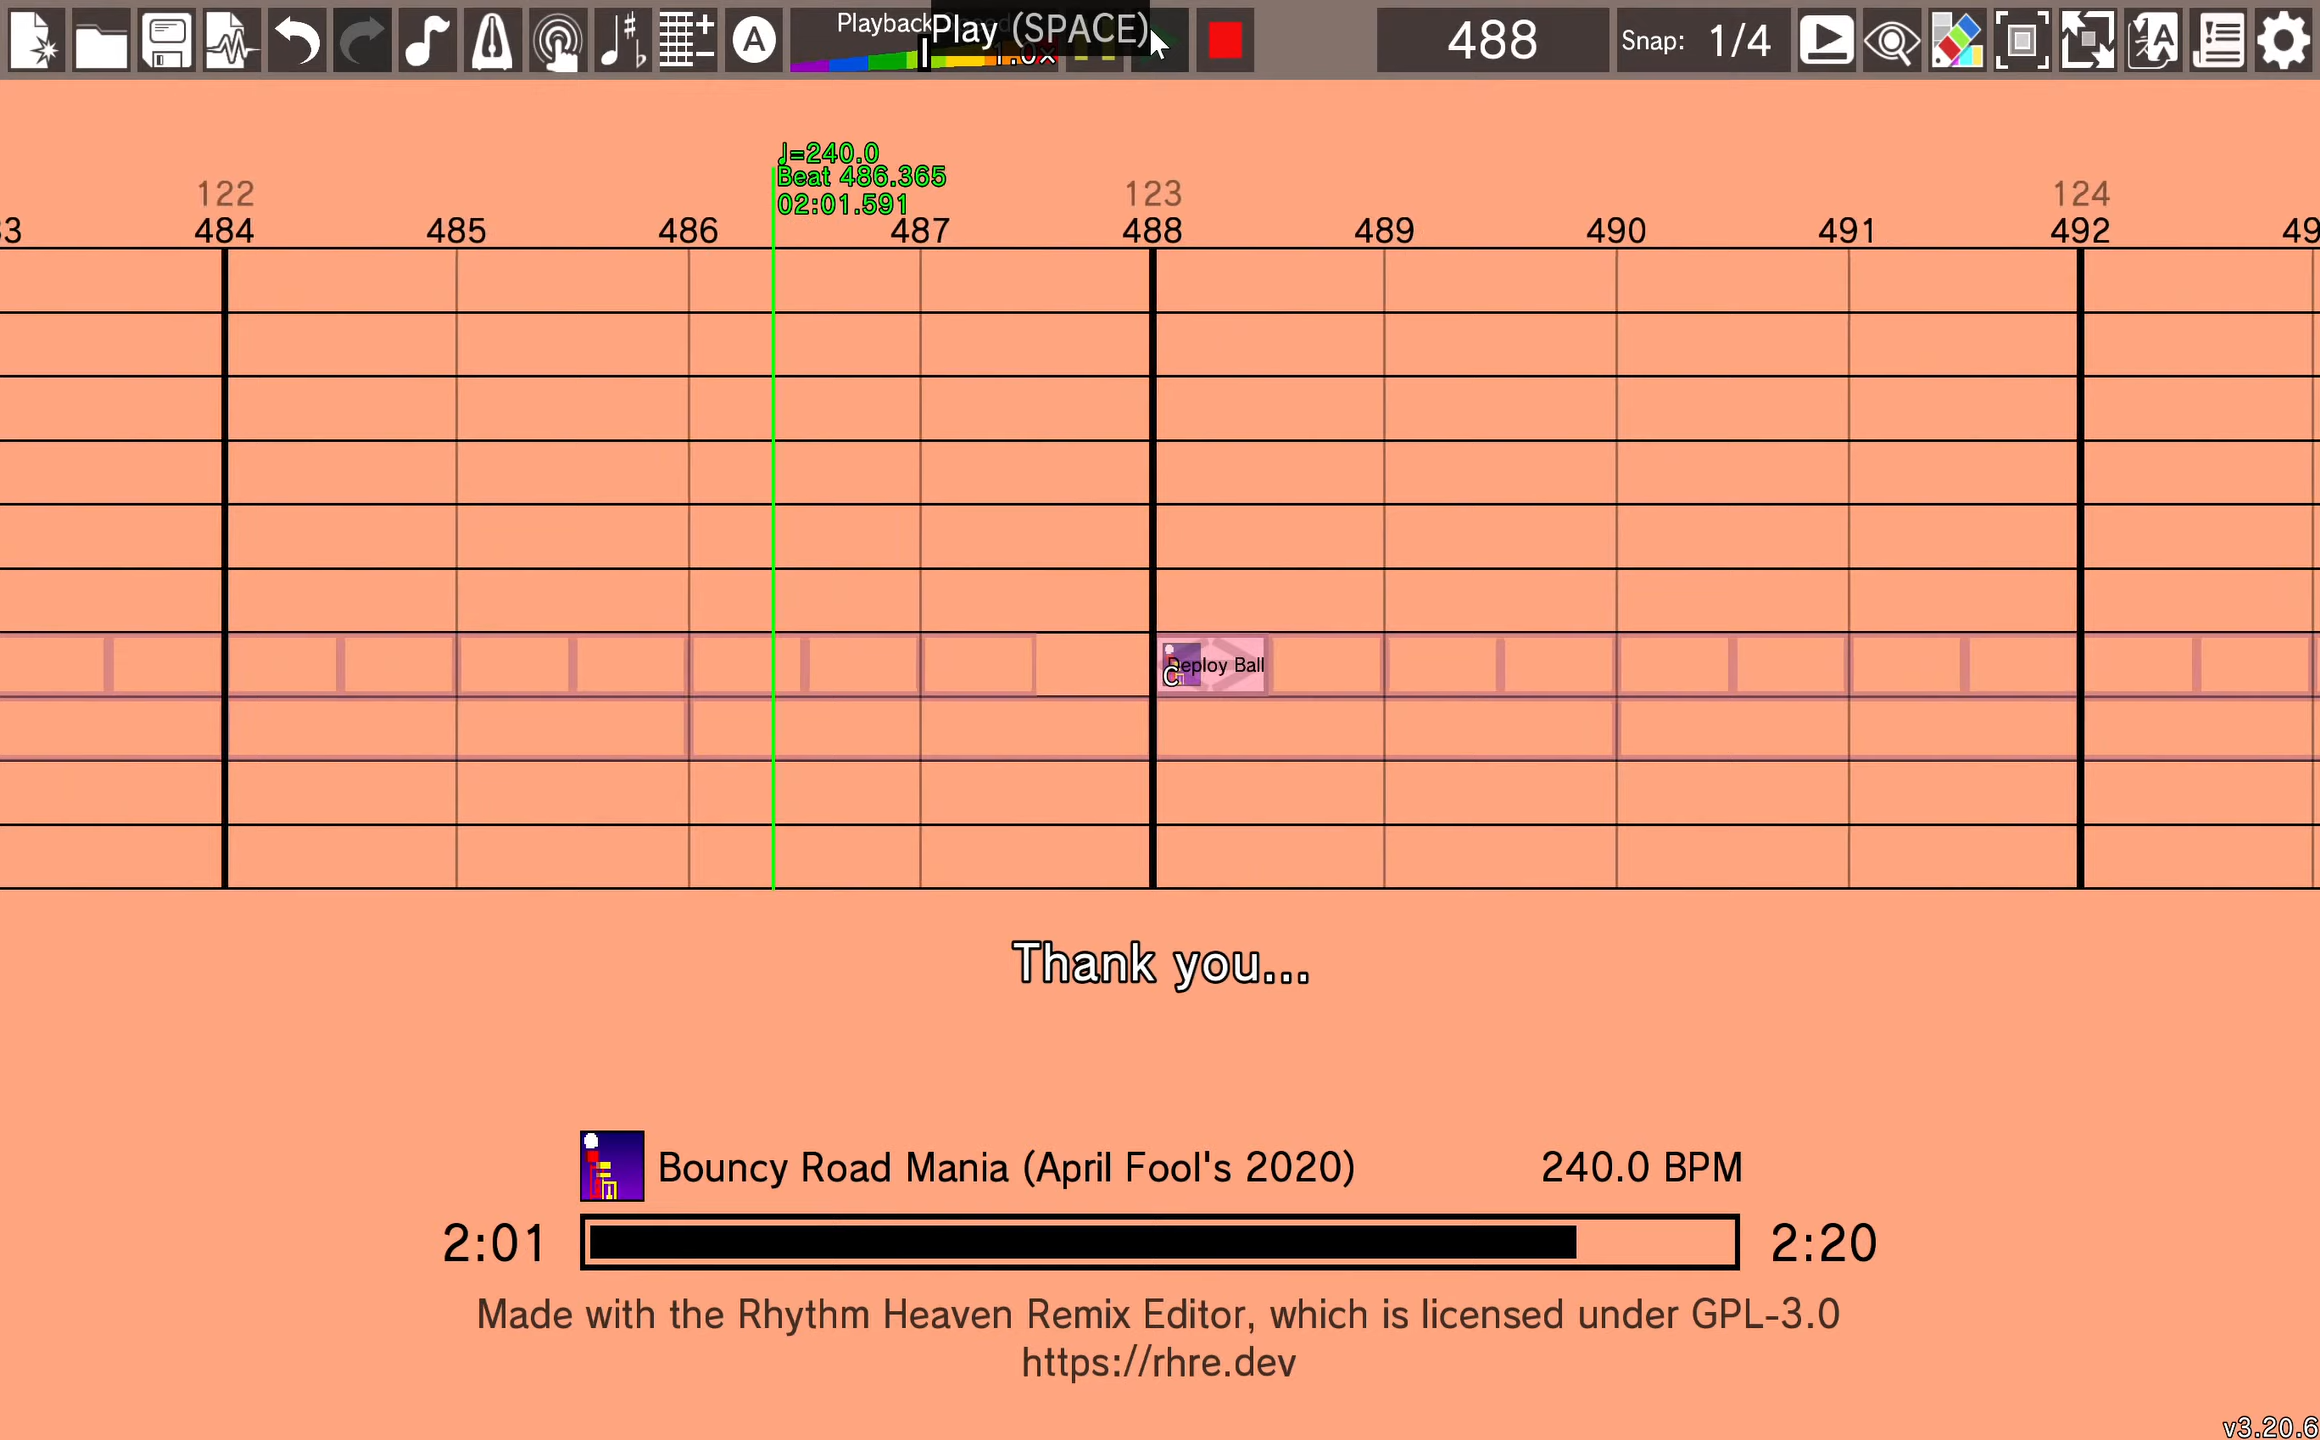 Playback
Play (SPACE)
1.0x
488
Snap: 1/4
A
A
♩=240.0
Beat 486.365
02:01.591
122 123 124
484 485 486 487 488 489 490 491 492
Deploy Ball
C
Thank you...
Bouncy Road Mania (April Fool's 2020) 240.0 BPM
2:01 2:20
Made with the Rhythm Heaven Remix Editor, which is licensed under GPL-3.0
https://rhre.dev
v3.20.6